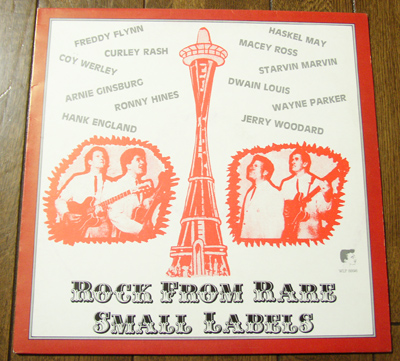 FREDDY FLYNN
CURLEY RASH
COY WERLEY
ARNIE GINSBURG
RONNY HINES
HANK ENGLAND
HASKEL MAY
MACEY ROSS
STARVIN MARVIN
DWAIN LOUIS
WAYNE PARKER
JERRY WOODARD
ROCK FROM RARE
SMALL LABELS